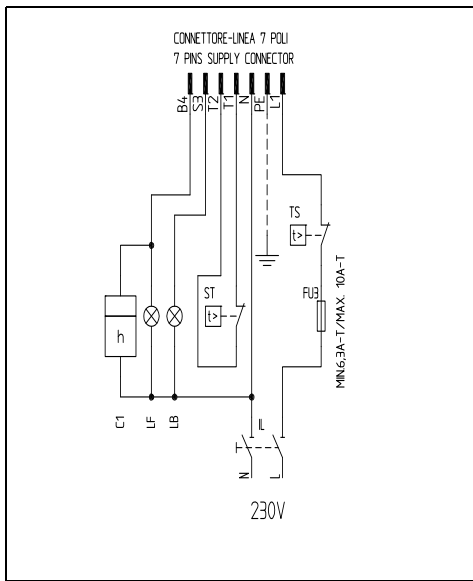 CONNETTORE-LINEA 7 POLI
7 PINS SUPPLY CONNECTOR
B4
S3
T2
T1
N
PE
L1
TS
t>
ST
t>
FU3
MIN.6,3A-T/MAX. 10A-T
h
C1
LF
LB
IL
N
L
230V